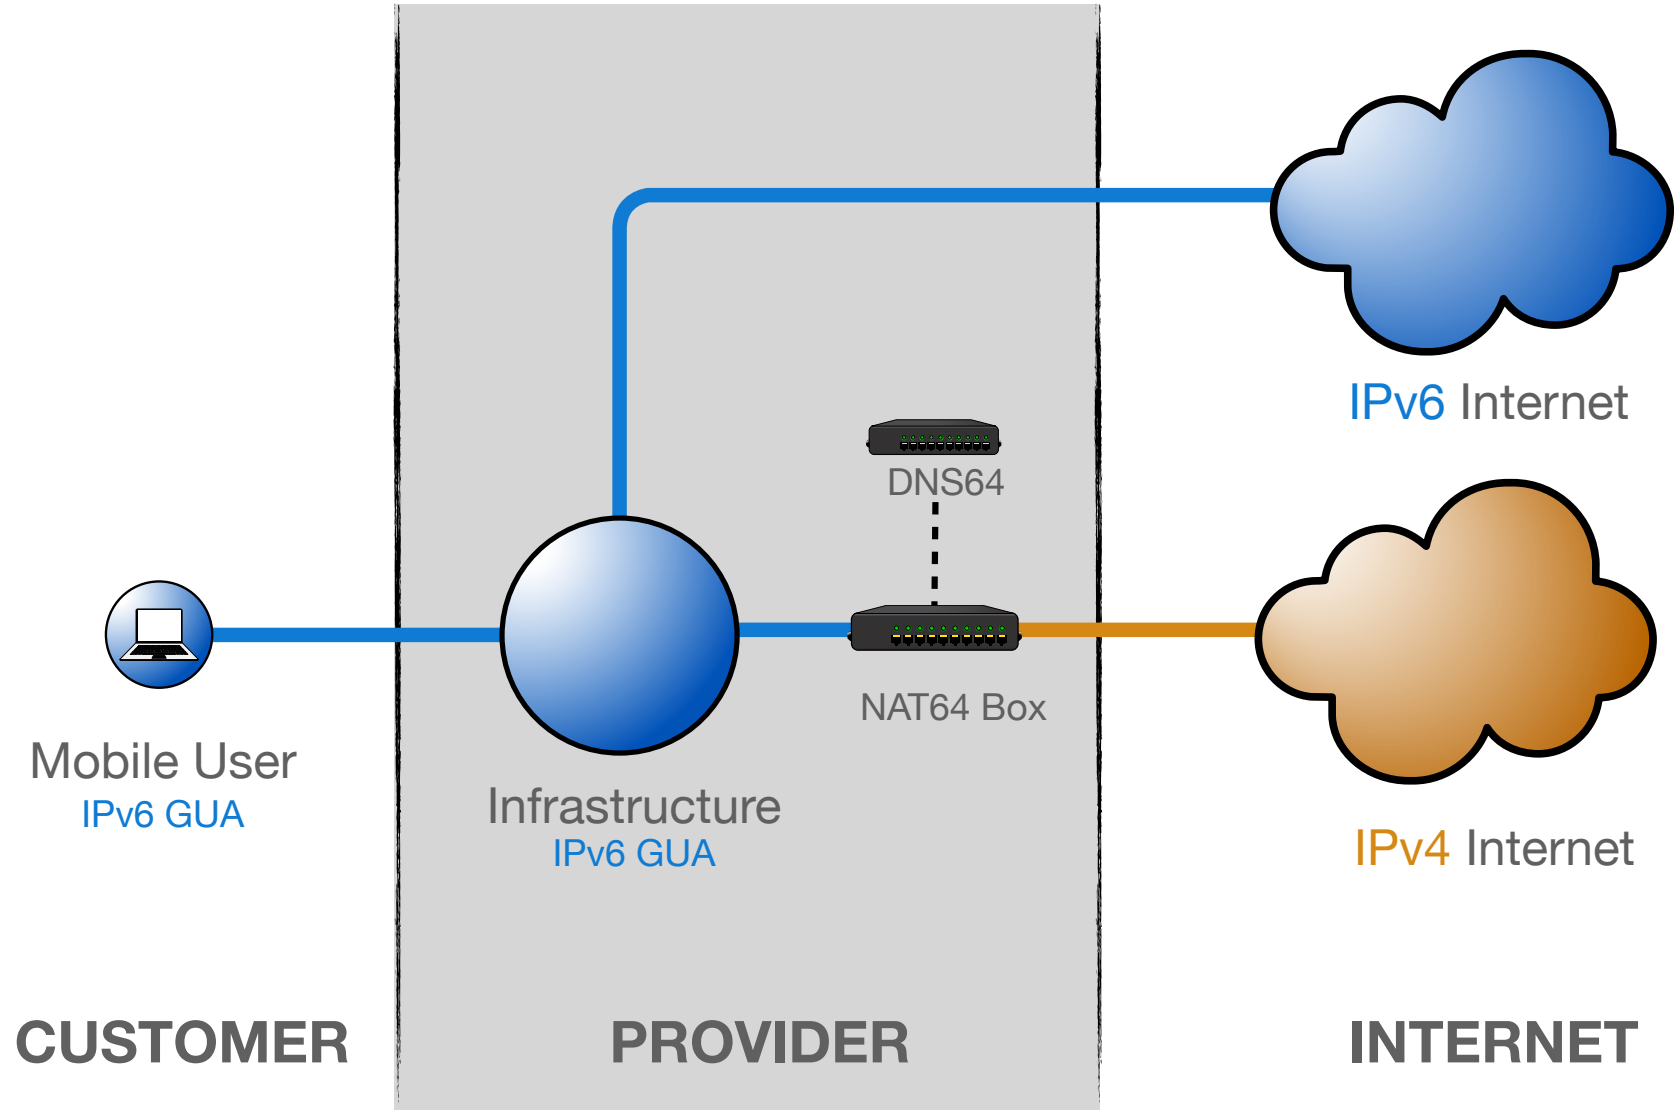 IPv6 Internet
DNS64
NAT64 Box
Mobile User
IPv6 GUA
Infrastructure
IPv6 GUA
IPv4 Internet
CUSTOMER
PROVIDER
INTERNET